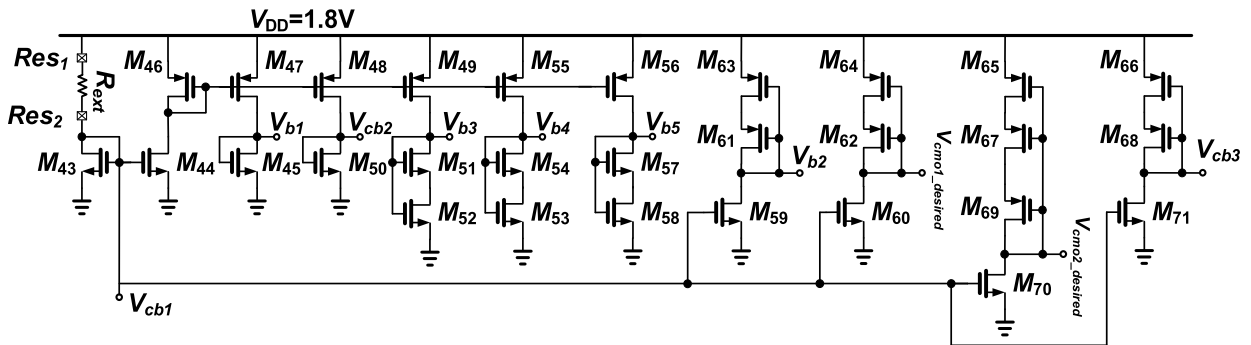 VDD=1.8V
Res1
Rext
Res2
M46
M47
M48
M49
M55
M56
M63
M64
M65
M66
Vb1
Vcb2
Vb3
Vb4
Vb5
M61
M62
M67
M68
M43
M44
M45
M50
M51
M54
M57
Vb2
Vcmo1_desired
Vcb3
M52
M53
M58
M59
M60
M69
M71
Vcmo2_desired
M70
Vcb1